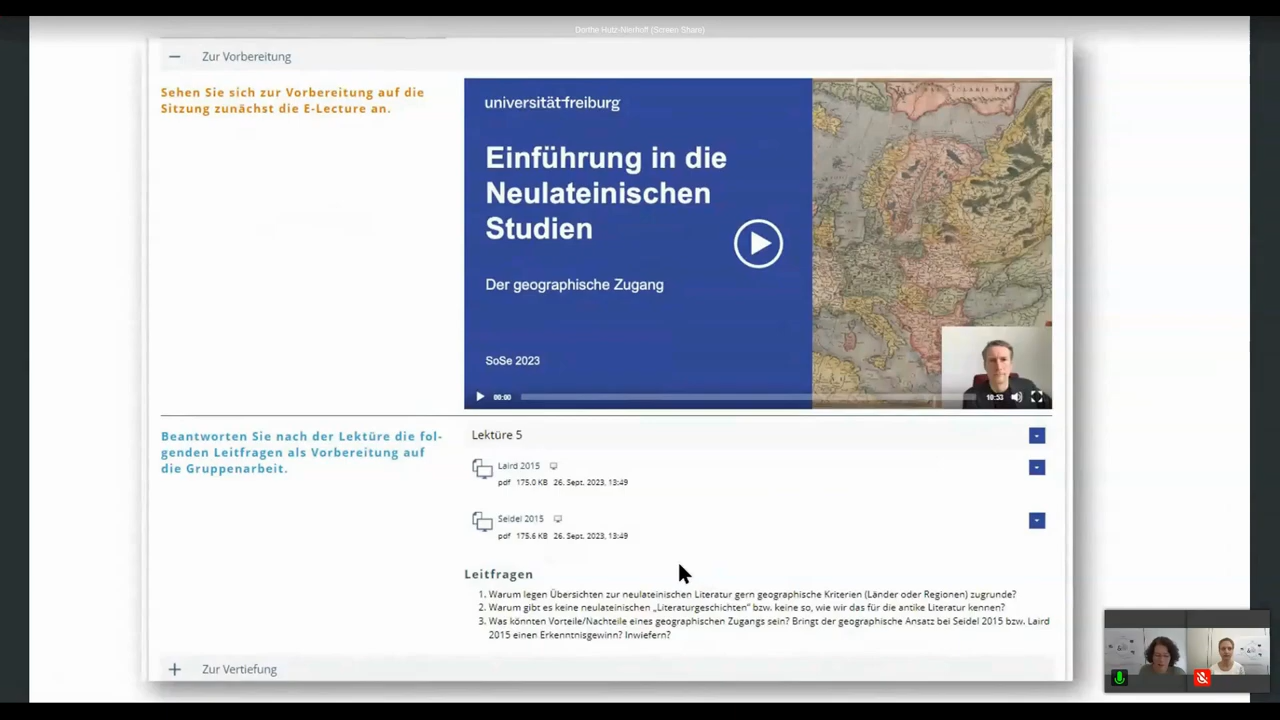 Dorthe Hutz-Nierhoff (Screen Share)
Zur Vorbereitung
Sehen Sie sich zur Vorbereitung auf die
Sitzung zunächst die E-Lecture an.
universität freiburg
Einführung in die
Neulateinischen
Studien
Der geographische Zugang
SoSe 2023
00:00
10:53
Beantworten Sie nach der Lektüre die fol-
genden Leitfragen als Vorbereitung auf
die Gruppenarbeit.
Lektüre 5
Laird 2015
pdf 175.0 KB 26. Sept. 2023, 13:49
Seidel 2015
pdf 175.6 KB 26. Sept. 2023, 13:49
Leitfragen
1. Warum legen Übersichten zur neulateinischen Literatur gern geographische Kriterien (Länder oder Regionen) zugrunde?
2. Warum gibt es keine neulateinischen „Literaturgeschichten" bzw. keine so, wie wir das für die antike Literatur kennen?
3. Was könnten Vorteile/Nachteile eines geographischen Zugangs sein? Bringt der geographische Ansatz bei Seidel 2015 bzw. Laird
2015 einen Erkenntnisgewinn? Inwiefern?
Zur Vertiefung